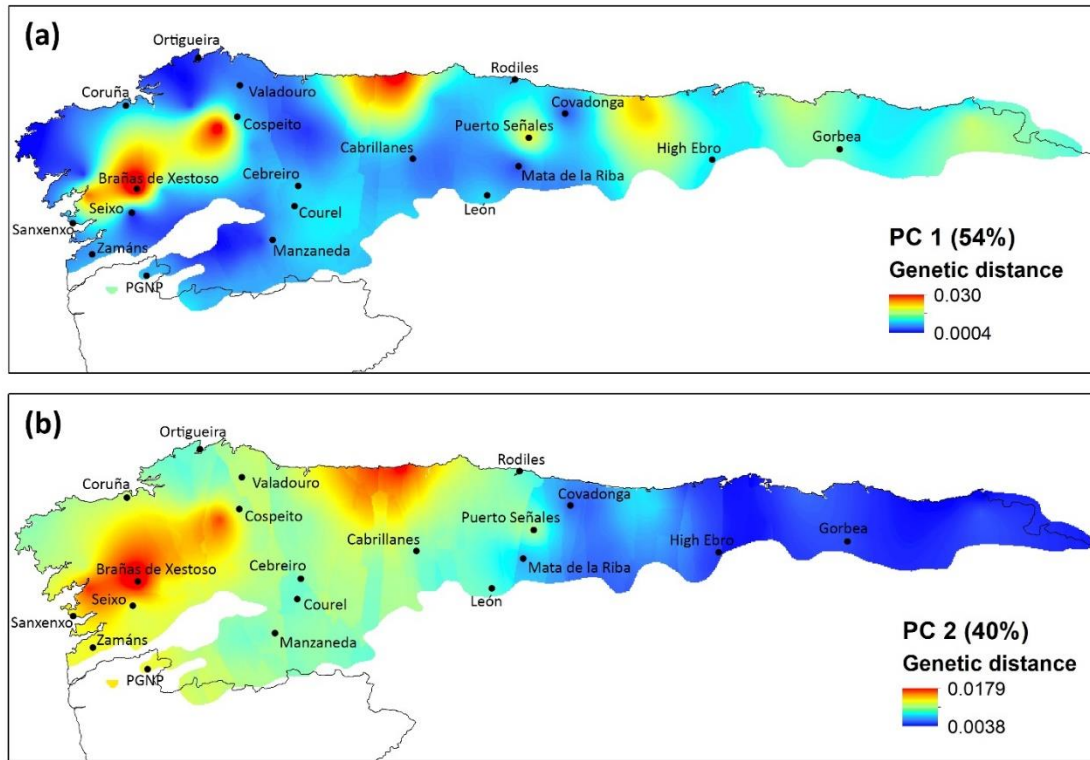 (a)
Ortigueira
Coruña
Valadouro
Rodiles
Covadonga
Cospeito
Puerto Señales
Cabrillanes
High Ebro
Gorbea
Brañas de Xestoso
Cebreiro
Mata de la Riba
Seixo
Courel
León
Sanxenxo
Zamáns
Manzaneda
PGNP
PC 1 (54%)
Genetic distance
0.030
0.0004
(b)
Ortigueira
Coruña
Valadouro
Rodiles
Covadonga
Cospeito
Puerto Señales
Cabrillanes
High Ebro
Gorbea
Brañas de Xestoso
Cebreiro
Mata de la Riba
Seixo
Courel
León
Sanxenxo
Zamáns
Manzaneda
PGNP
PC 2 (40%)
Genetic distance
0.0179
0.0038